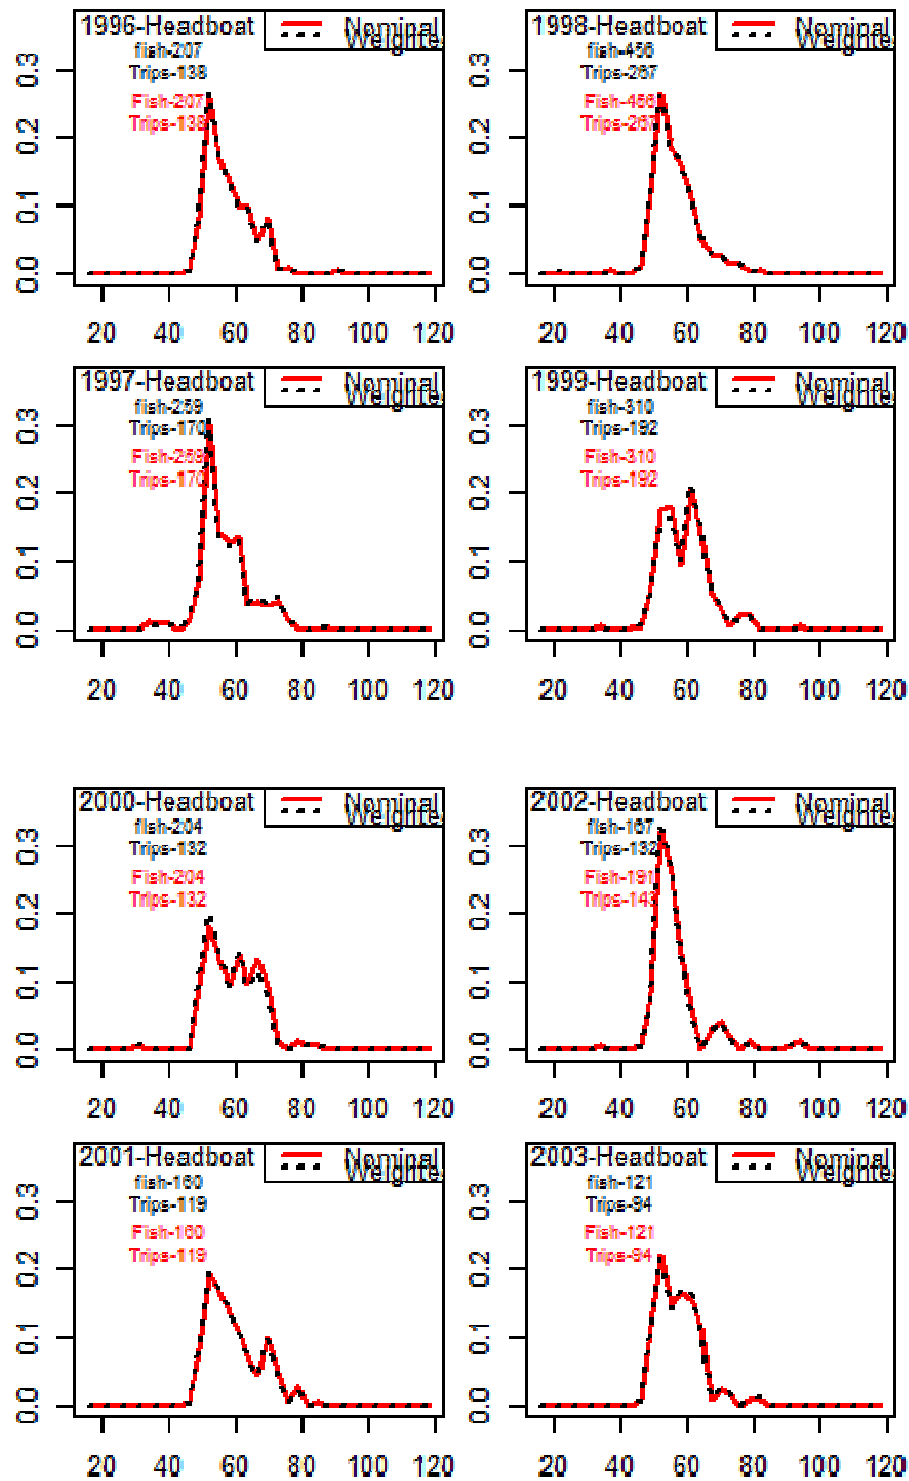 1996-Headboat
Nominal
Weighte
fish-207
Trips-138
Fish-207
Trips-138
0.3
0.2
0.1
0.0
20 40 60 80 100 120
1998-Headboat
Nominal
Weighte
fish-456
Trips-267
Fish-456
Trips-267
0.3
0.2
0.1
0.0
20 40 60 80 100 120
1997-Headboat
Nominal
Weighte
fish-259
Trips-170
Fish-259
Trips-170
0.3
0.2
0.1
0.0
20 40 60 80 100 120
1999-Headboat
Nominal
Weighte
fish-310
Trips-192
Fish-310
Trips-192
0.3
0.2
0.1
0.0
20 40 60 80 100 120
2000-Headboat
Nominal
Weighte
fish-204
Trips-132
Fish-204
Trips-132
0.3
0.2
0.1
0.0
20 40 60 80 100 120
2002-Headboat
Nominal
Weighte
fish-167
Trips-132
Fish-191
Trips-143
0.3
0.2
0.1
0.0
20 40 60 80 100 120
2001-Headboat
Nominal
Weighte
fish-160
Trips-119
Fish-160
Trips-119
0.3
0.2
0.1
0.0
20 40 60 80 100 120
2003-Headboat
Nominal
Weighte
fish-121
Trips-94
Fish-121
Trips-94
0.3
0.2
0.1
0.0
20 40 60 80 100 120